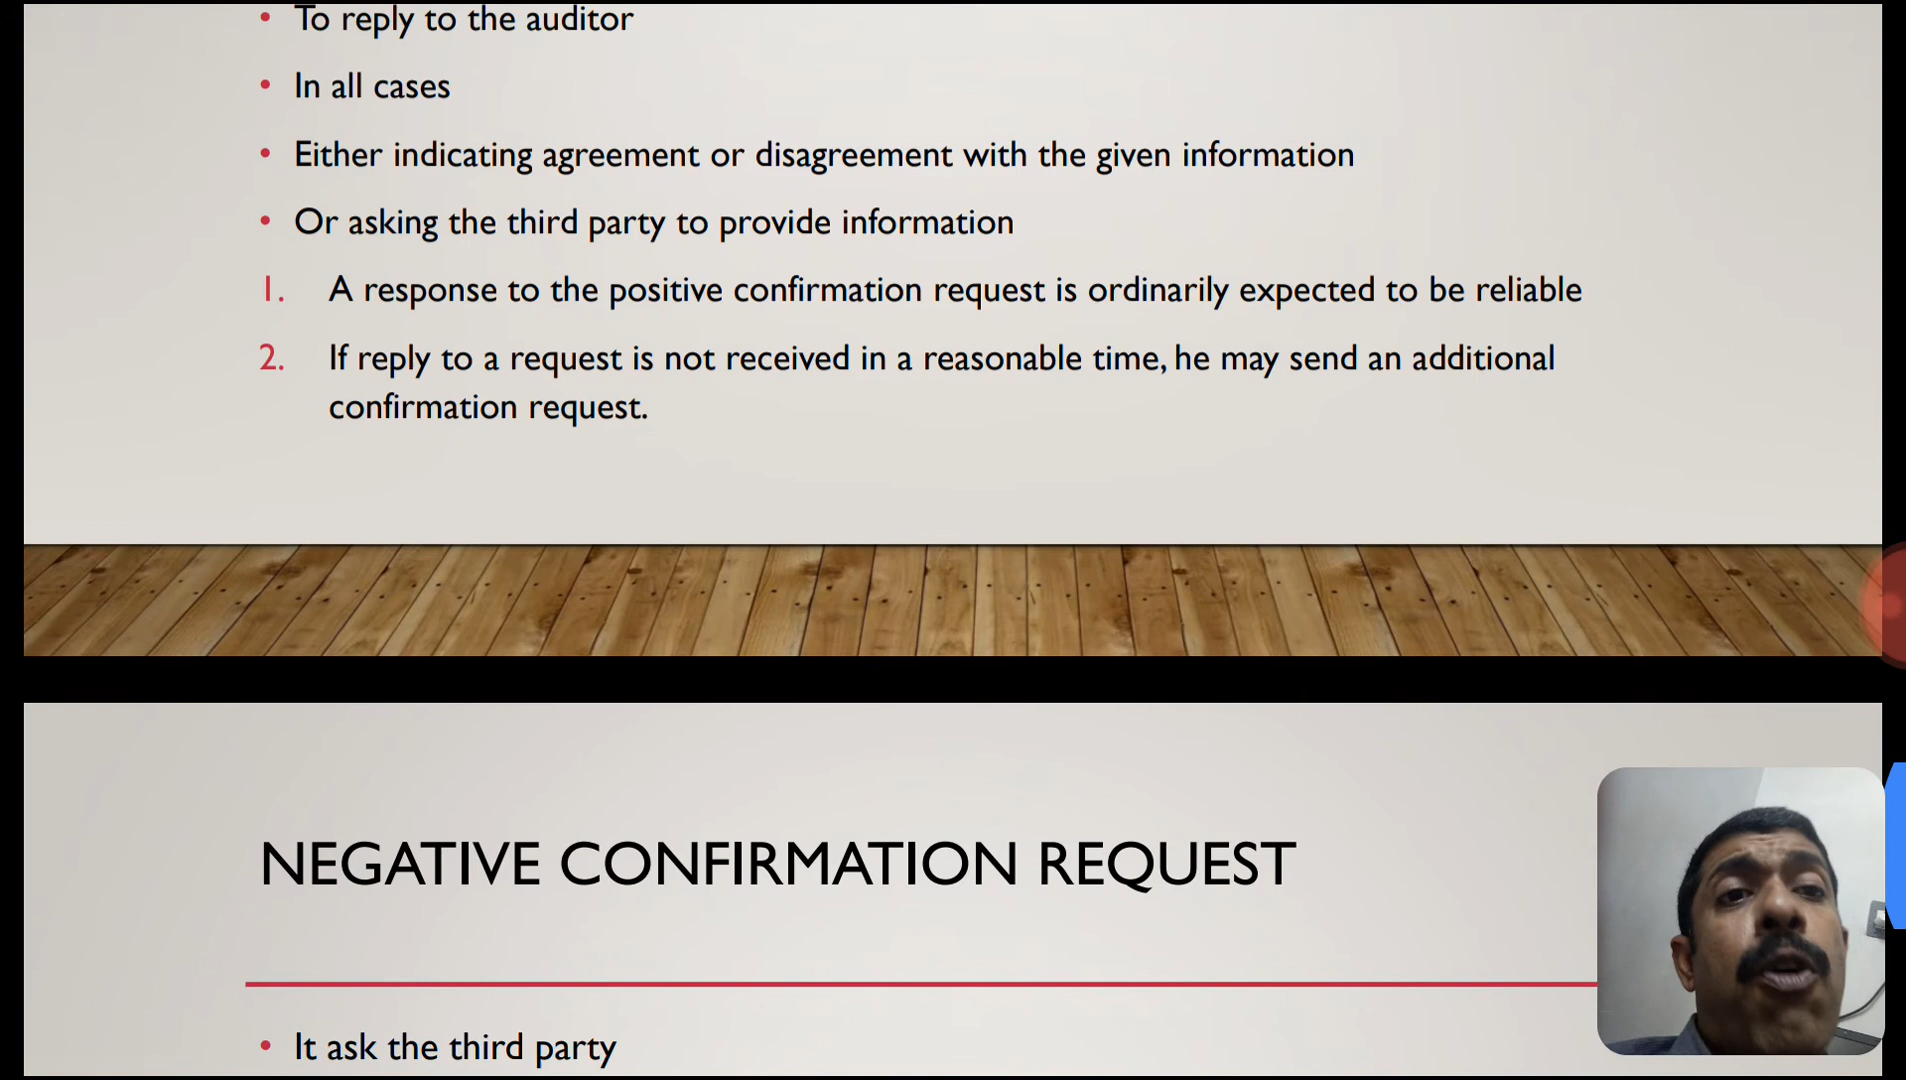 • To reply to the auditor
• In all cases
• Either indicating agreement or disagreement with the given information
• Or asking the third party to provide information
1. A response to the positive confirmation request is ordinarily expected to be reliable
2. If reply to a request is not received in a reasonable time, he may send an additional
confirmation request.
NEGATIVE CONFIRMATION REQUEST
• It ask the third party